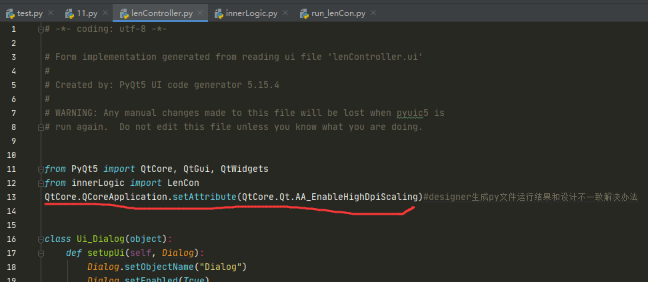 test.py
11.py
lenController.py
innerLogic.py
run_lenCon.py
1 # -*- coding: utf-8 -*-
2
3 # Form implementation generated from reading ui file 'lenController.ui'
4 #
5 # Created by: PyQt5 UI code generator 5.15.4
6 #
7 # WARNING: Any manual changes made to this file will be lost when pyuic5 is
8 # run again.  Do not edit this file unless you know what you are doing.
9
10
11 from PyQt5 import QtCore, QtGui, QtWidgets
12 from innerLogic import LenCon
13 QtCore.QCoreApplication.setAttribute(QtCore.Qt.AA_EnableHighDpiScaling)#designer生成py文件运行结果和设计不一致解决办法
14
15
16 class Ui_Dialog(object):
17 def setupUi(self, Dialog):
18 Dialog.setObjectName("Dialog")
19 Dialog.setEnabled(True)